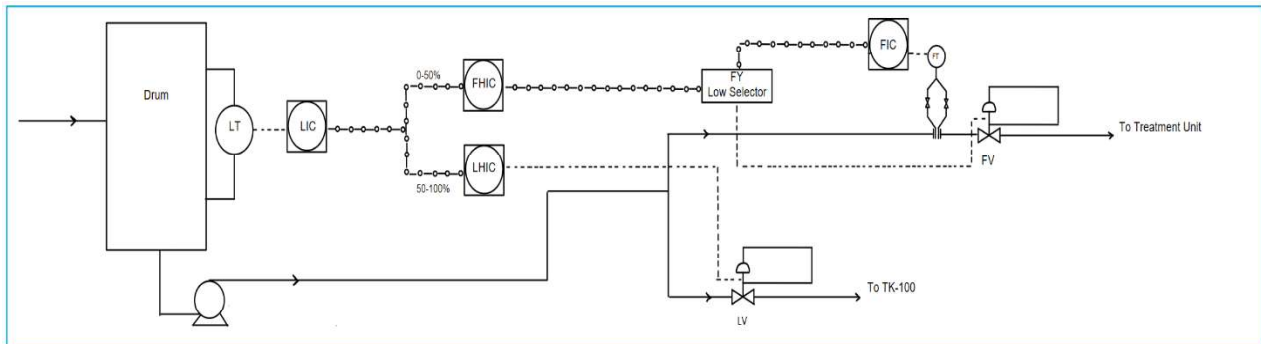 Drum
LT
LIC
0-50%
FHIC
50-100%
LHIC
FY
Low Selector
FIC
FT
To Treatment Unit
FV
To TK-100
LV